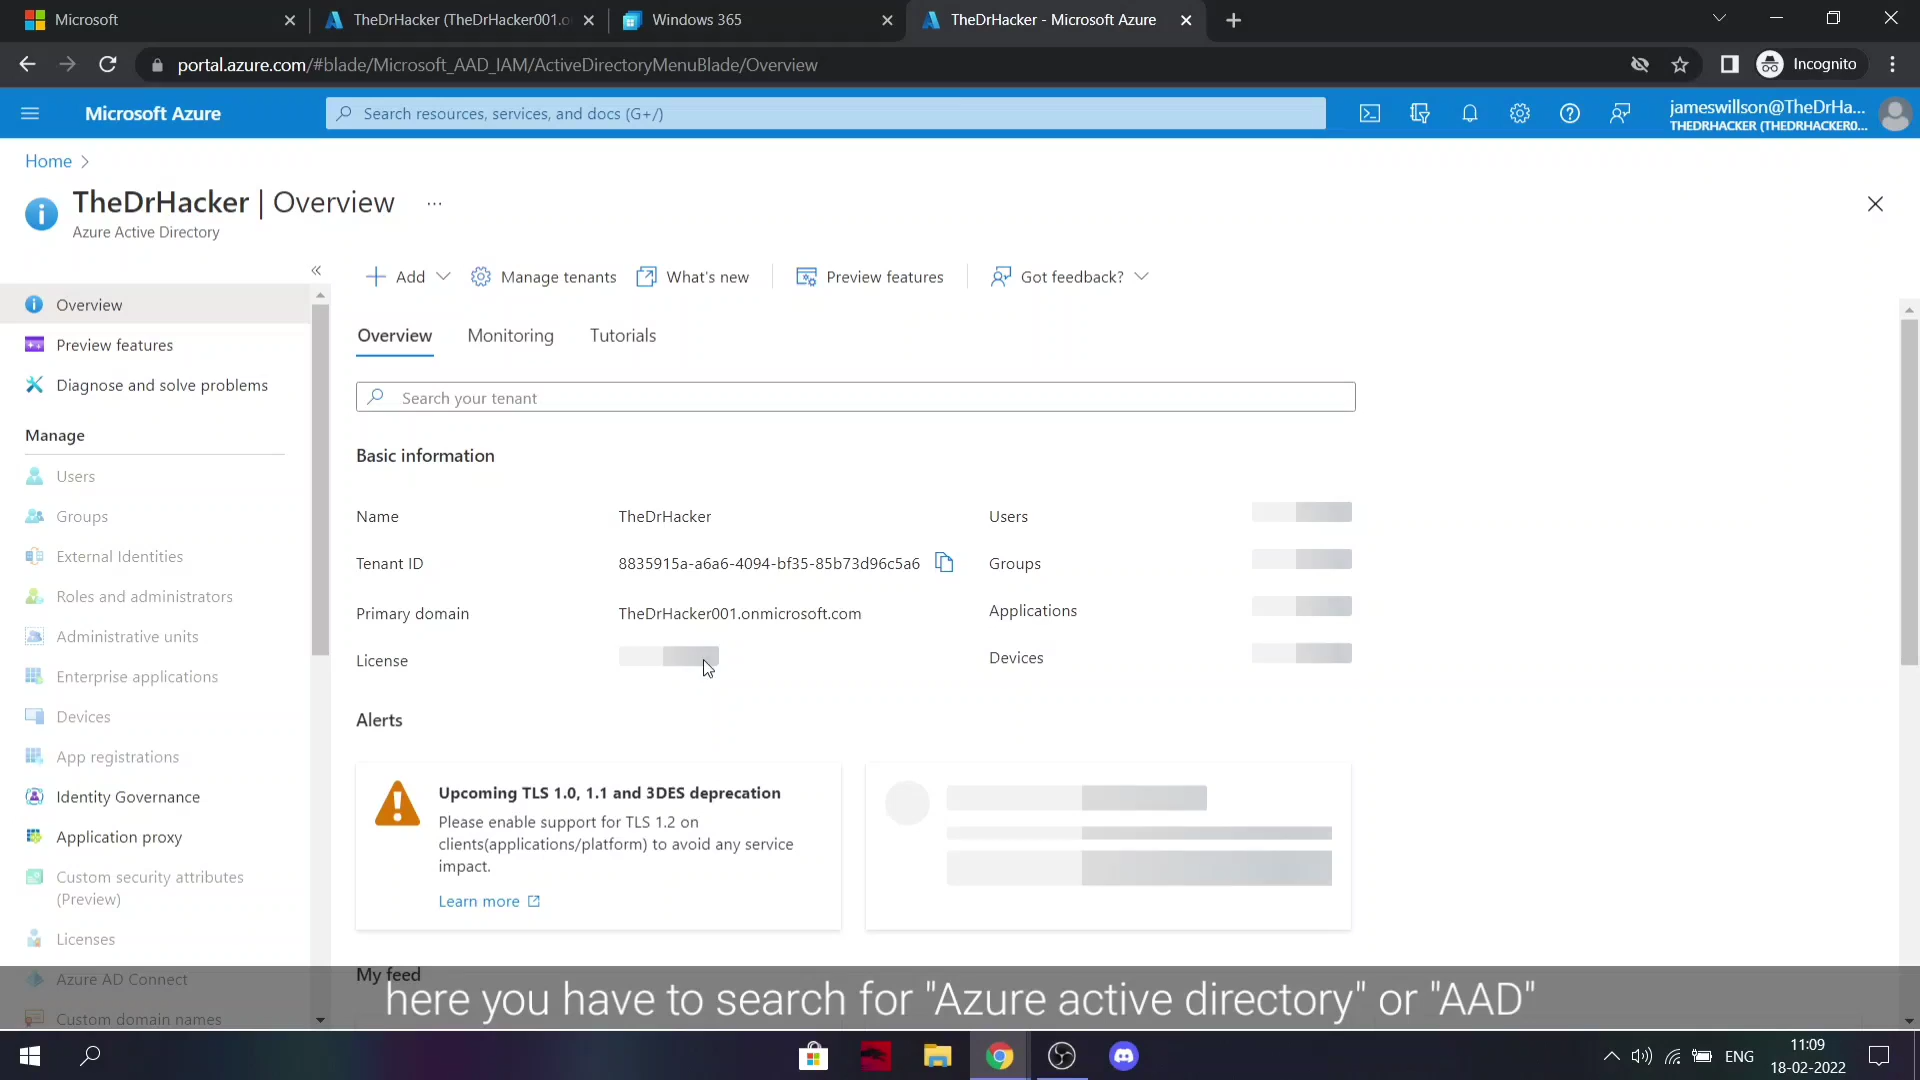 Microsoft
TheDrHacker (TheDrHacker001.o
Windows 365
TheDrHacker - Microsoft Azure
portal.azure.com/#blade/Microsoft_AAD_IAM/ActiveDirectoryMenuBlade/Overview
Incognito
Microsoft Azure
Search resources, services, and docs (G+/)
jameswillson@TheDrHa...
THEDRHACKER (THEDRHACKER0...
Home
TheDrHacker | Overview
Azure Active Directory
Add
Manage tenants
What's new
Preview features
Got feedback?
Overview
Preview features
Diagnose and solve problems
Manage
Users
Groups
External Identities
Roles and administrators
Administrative units
Enterprise applications
Devices
App registrations
Identity Governance
Application proxy
Custom security attributes
(Preview)
Licenses
Azure AD Connect
Custom domain names
Overview
Monitoring
Tutorials
Search your tenant
Basic information
Name
TheDrHacker
Users
Tenant ID
8835915a-a6a6-4094-bf35-85b73d96c5a6
Groups
Primary domain
TheDrHacker001.onmicrosoft.com
Applications
License
Devices
Alerts
Upcoming TLS 1.0, 1.1 and 3DES deprecation
Please enable support for TLS 1.2 on
clients(applications/platform) to avoid any service
impact.
Learn more
My feed
here you have to search for "Azure active directory" or "AAD"
ENG
11:09
18-02-2022